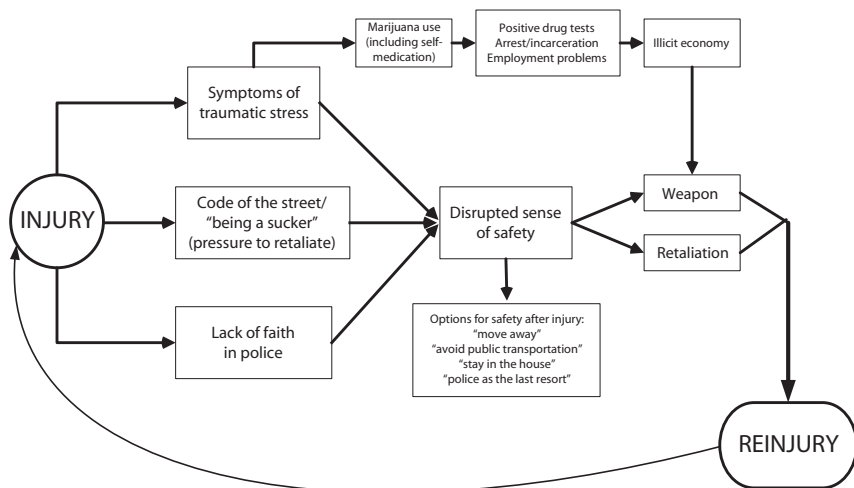 Marijuana use
(including self-
medication)
Positive drug tests
Arrest/incarceration
Employment problems
Illicit economy
Symptoms of
traumatic stress
INJURY
Code of the street/
“being a sucker”
(pressure to retaliate)
Disrupted sense
of safety
Weapon
Retaliation
Lack of faith
in police
Options for safety after injury:
“move away”
“avoid public transportation”
“stay in the house”
“police as the last resort”
REINJURY